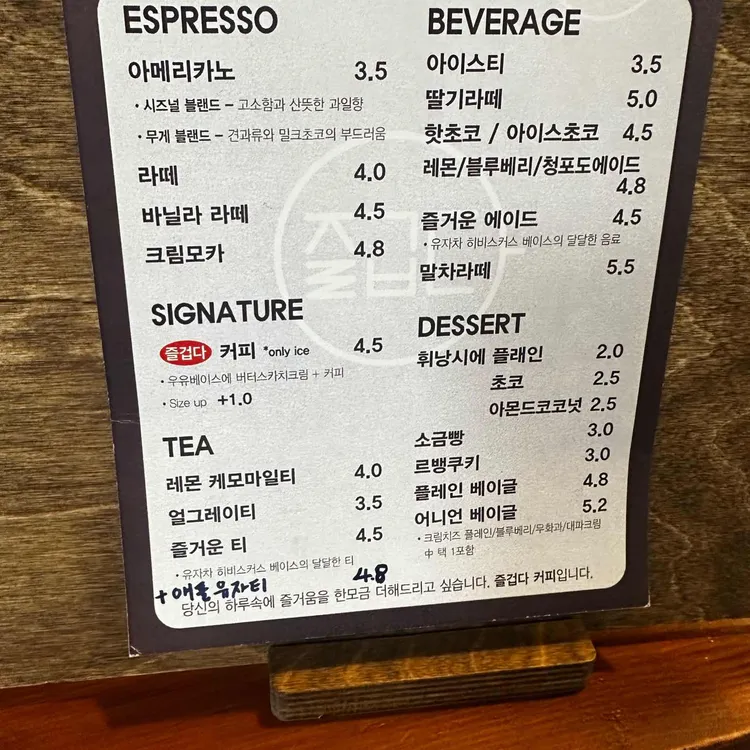 ESPRESSO
아메리카노 3.5
• 시즈널 블랜드 – 고소함과 산뜻한 과일향
• 무게 블랜드 – 견과류와 밀크초코의 부드러움
라떼 4.0
바닐라 라떼 4.5
크림모카 4.8
SIGNATURE
즐겁다 커피 *only ice 4.5
• 우유베이스에 버터스카치크림 + 커피
• Size up +1.0
TEA
레몬 케모마일티 4.0
얼그레이티 3.5
즐거운 티 4.5
• 유자차 히비스커스 베이스의 달달한 티
+ 애플유자티 4.8
BEVERAGE
아이스티 3.5
딸기라떼 5.0
핫초코 / 아이스초코 4.5
레몬/블루베리/청포도에이드
4.8
즐거운 에이드 4.5
• 유자차 히비스커스 베이스의 달달한 음료
말차라떼 5.5
DESSERT
휘낭시에 플래인 2.0
초코 2.5
아몬드코코넛 2.5
소금빵 3.0
르뱅쿠키 3.0
플레인 베이글 4.8
어니언 베이글 5.2
• 크림치즈 플레인/블루베리/무화과/대파크림
中 택 1포함
당신의 하루속에 즐거움을 한모금 더해드리고 싶습니다. 즐겁다 커피입니다.
즐겁다